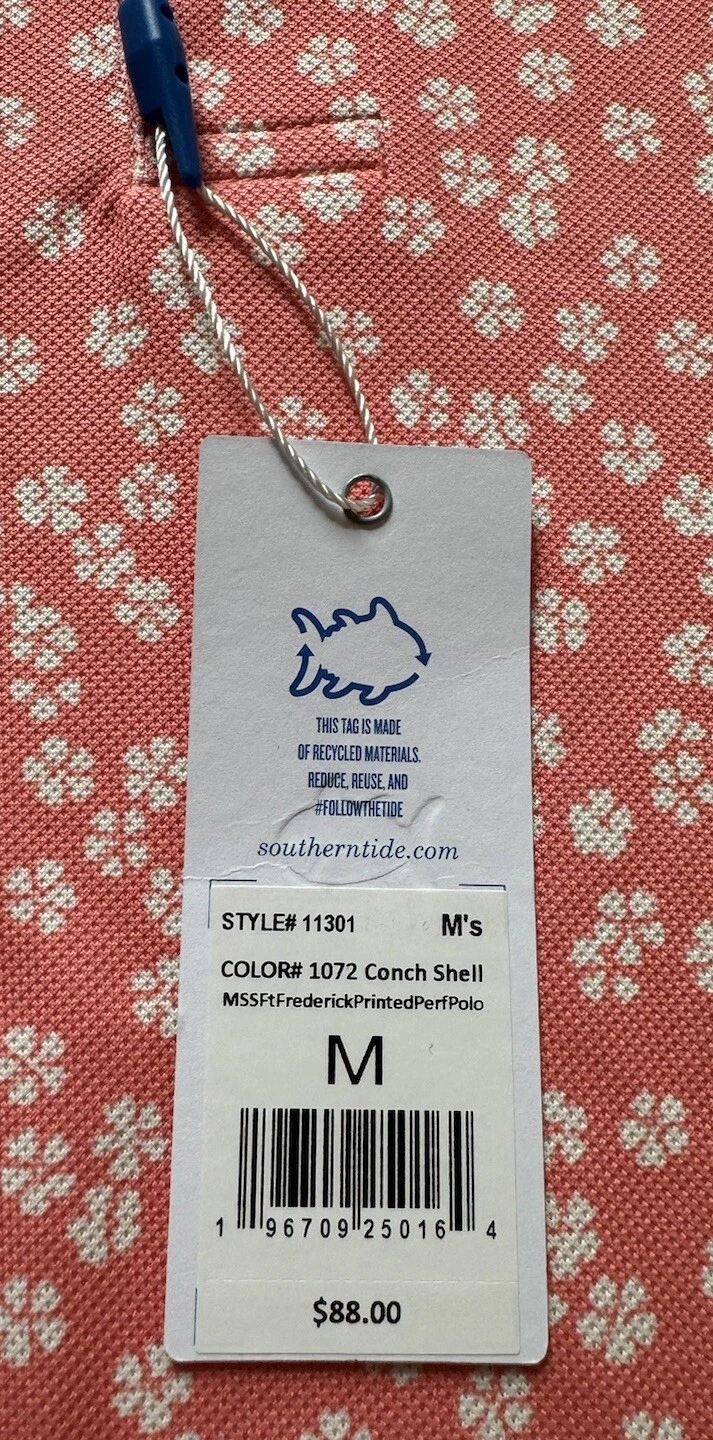 THIS TAG IS MADE
OF RECYCLED MATERIALS.
REDUCE, REUSE, AND
#FOLLOWTHETIDE
southerntide.com
STYLE# 11301 M's
COLOR# 1072 Conch Shell
MSSFtFrederickPrintedPerfPolo
M
1 96709 25016 4
$88.00